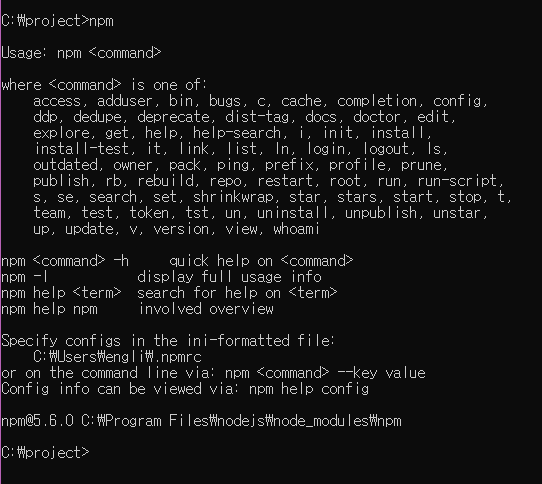 C:₩project>npm
Usage: npm <command>
where <command> is one of:
access, adduser, bin, bugs, c, cache, completion, config,
ddp, dedupe, deprecate, dist-tag, docs, doctor, edit,
explore, get, help, help-search, i, init, install,
install-test, it, link, list, ln, login, logout, ls,
outdated, owner, pack, ping, prefix, profile, prune,
publish, rb, rebuild, repo, restart, root, run, run-script,
s, se, search, set, shrinkwrap, star, stars, start, stop, t,
team, test, token, tst, un, uninstall, unpublish, unstar,
up, update, v, version, view, whoami
npm <command> -h     quick help on <command>
npm -l           display full usage info
npm help <term>  search for help on <term>
npm help npm     involved overview
Specify configs in the ini-formatted file:
C:₩Users₩engli₩.npmrc
or on the command line via: npm <command> --key value
Config info can be viewed via: npm help config
npm@5.6.0 C:₩Program Files₩nodejs₩node_modules₩npm
C:₩project>